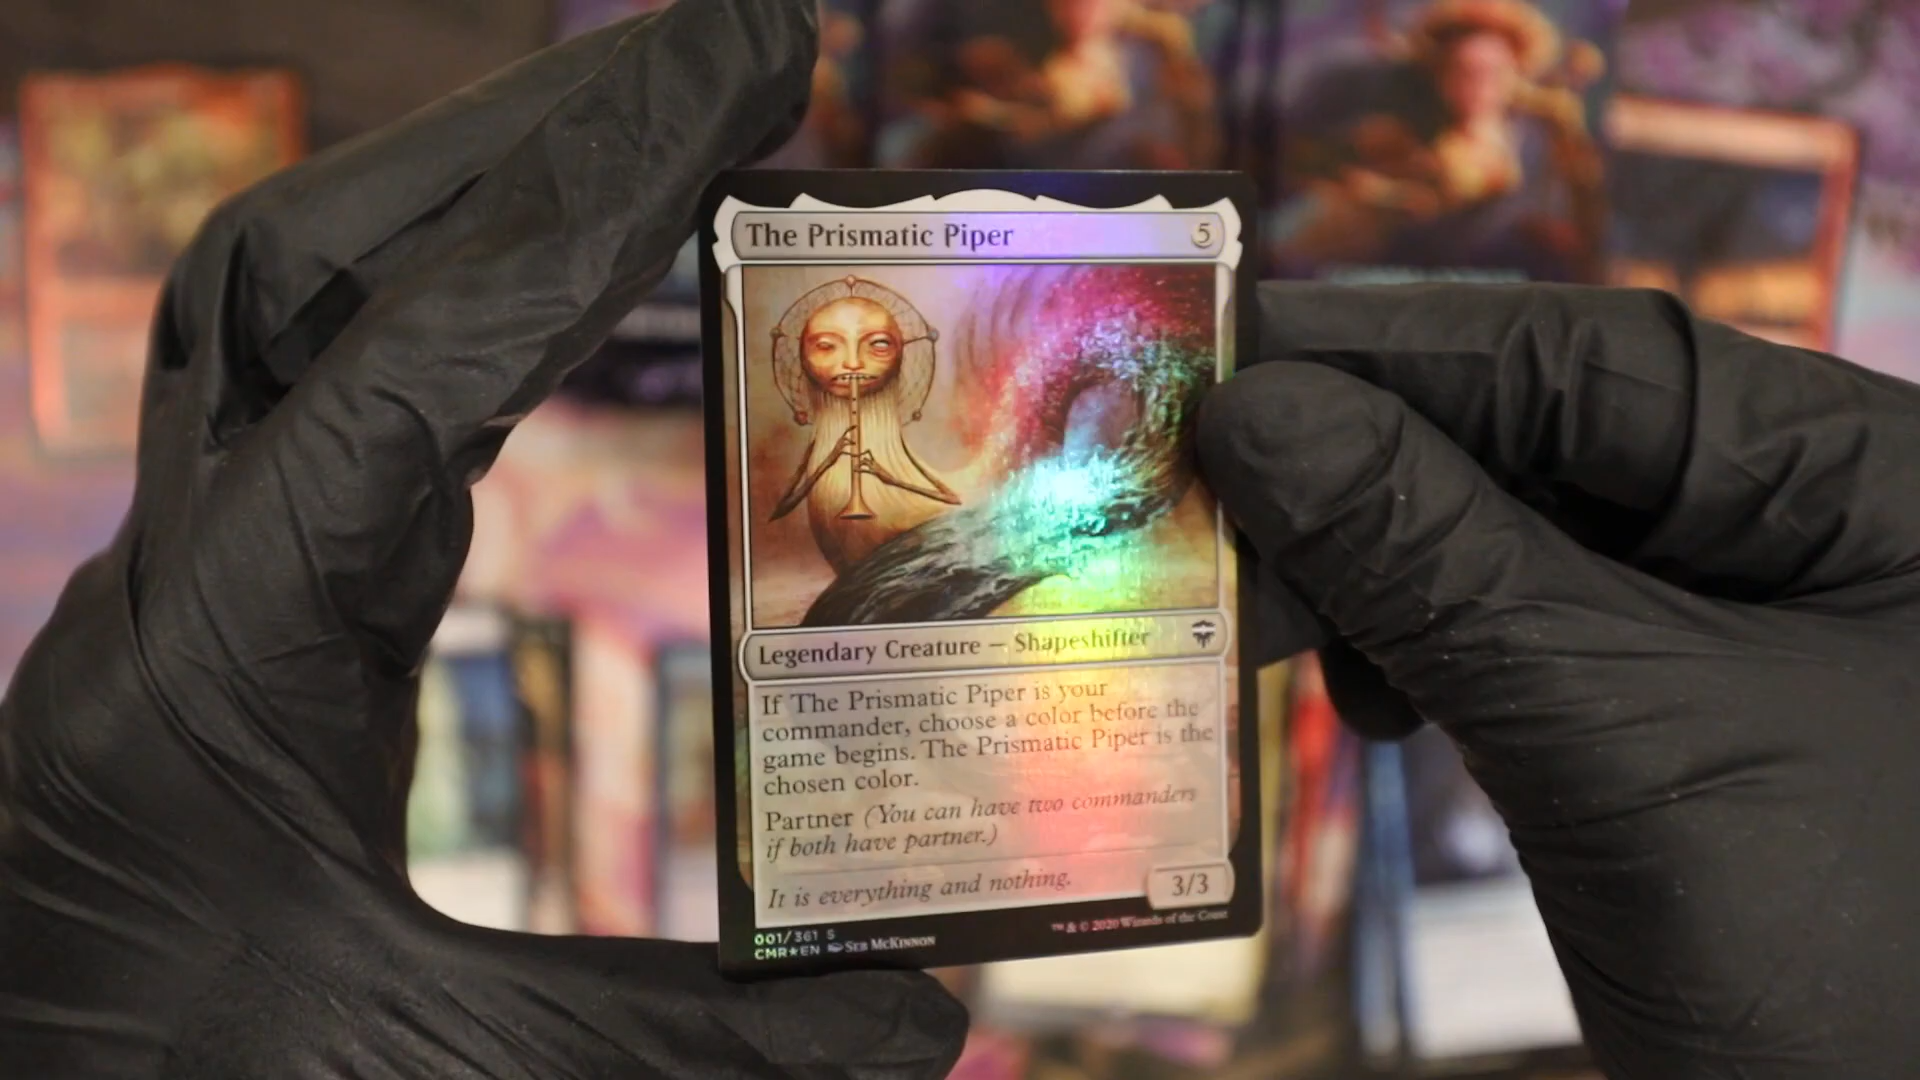 The Prismatic Piper 5
Legendary Creature — Shapeshifter
If The Prismatic Piper is your
commander, choose a color before the
game begins. The Prismatic Piper is the
chosen color.
Partner (You can have two commanders
if both have partner.)
It is everything and nothing.
3/3
001/361 S
CMR★EN Seb McKinnon
™ & © 2020 Wizards of the Coast